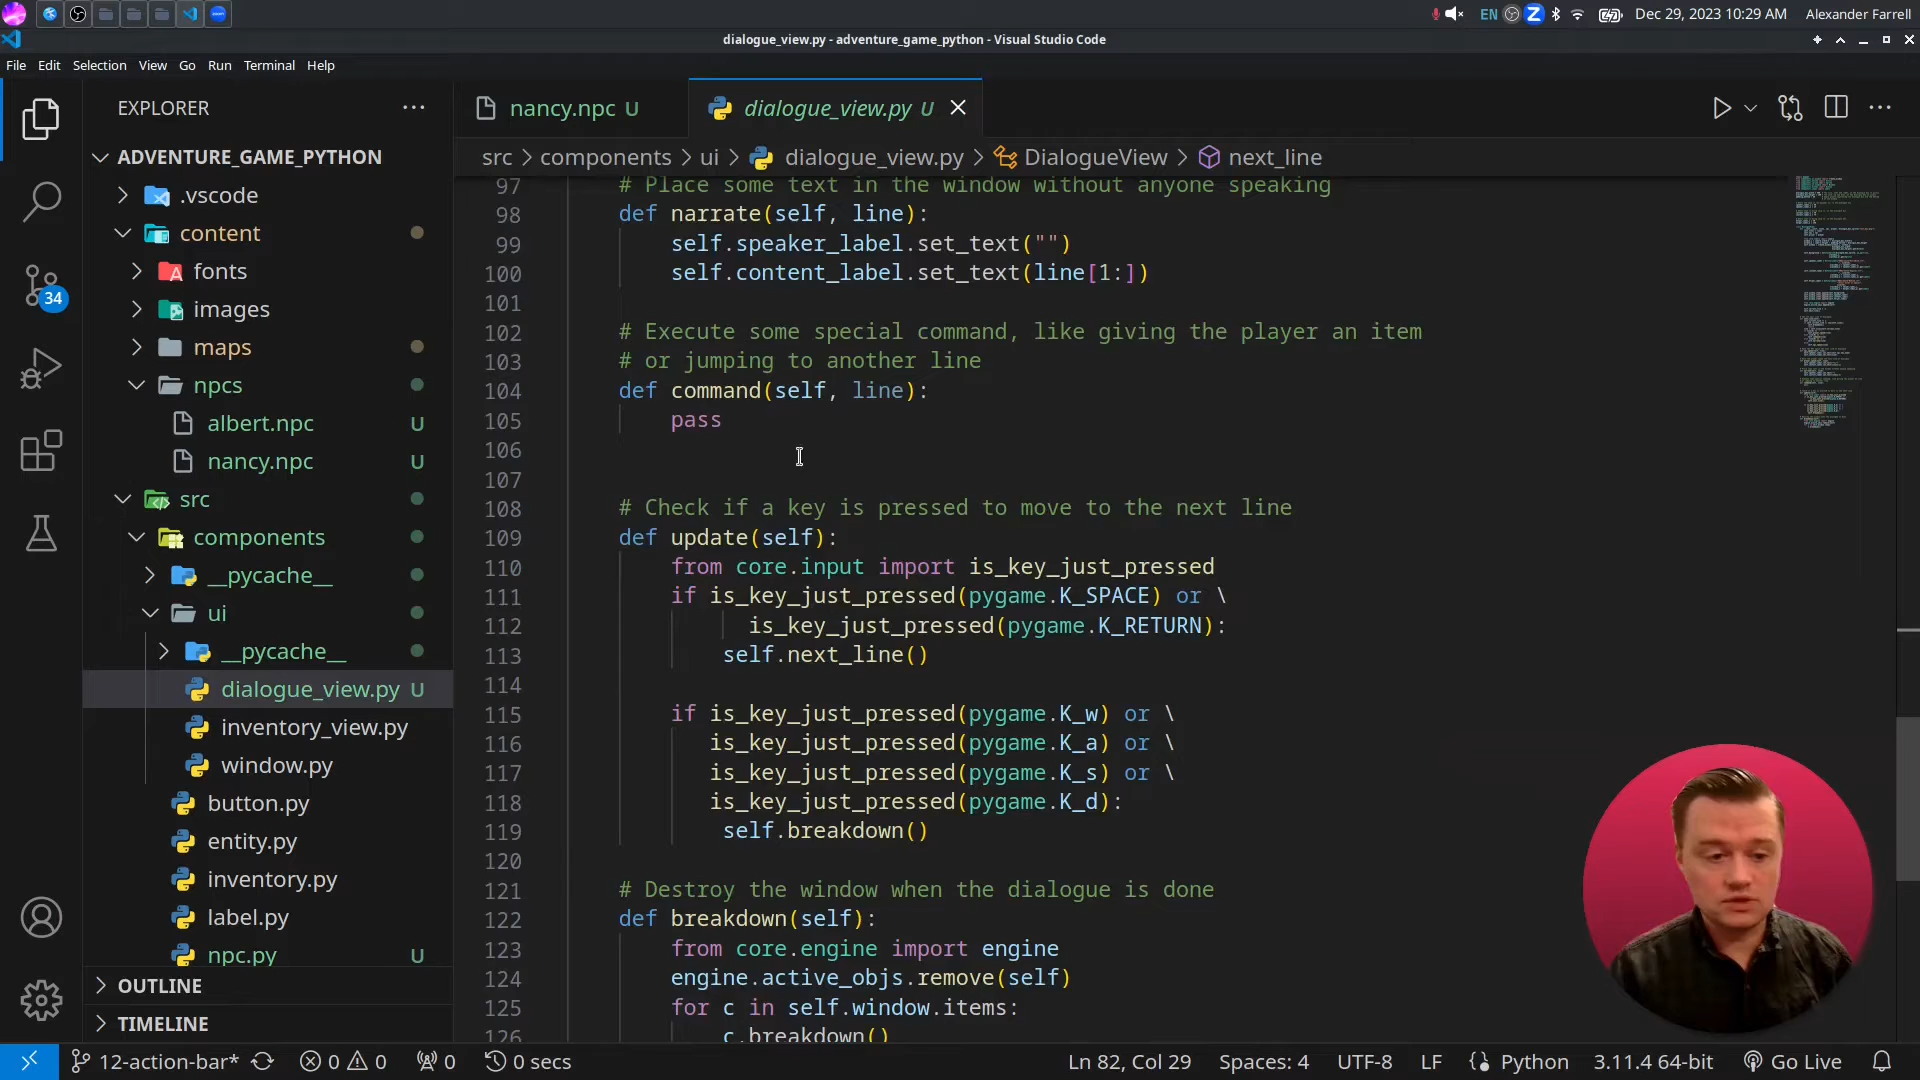 EN
Z
Dec 29, 2023 10:29 AM
Alexander Farrell
dialogue_view.py - adventure_game_python - Visual Studio Code
File Edit Selection View Go Run Terminal Help
EXPLORER
ADVENTURE_GAME_PYTHON
.vscode
content
fonts
images
maps
npcs
albert.npc U
nancy.npc U
src
components
__pycache__
ui
__pycache__
dialogue_view.py U
inventory_view.py
window.py
button.py
entity.py
inventory.py
label.py
npc.py U
OUTLINE
TIMELINE
34
nancy.npc U
dialogue_view.py U
src > components > ui > dialogue_view.py > DialogueView > next_line
97 # Place some text in the window without anyone speaking
98 def narrate(self, line):
99 self.speaker_label.set_text("")
100 self.content_label.set_text(line[1:])
101
102 # Execute some special command, like giving the player an item
103 # or jumping to another line
104 def command(self, line):
105 pass
106
107
108 # Check if a key is pressed to move to the next line
109 def update(self):
110 from core.input import is_key_just_pressed
111 if is_key_just_pressed(pygame.K_SPACE) or \
112 is_key_just_pressed(pygame.K_RETURN):
113 self.next_line()
114
115 if is_key_just_pressed(pygame.K_w) or \
116 is_key_just_pressed(pygame.K_a) or \
117 is_key_just_pressed(pygame.K_s) or \
118 is_key_just_pressed(pygame.K_d):
119 self.breakdown()
120
121 # Destroy the window when the dialogue is done
122 def breakdown(self):
123 from core.engine import engine
124 engine.active_objs.remove(self)
125 for c in self.window.items:
126 c.breakdown()
12-action-bar* 0 0 0 0 secs
Ln 82, Col 29 Spaces: 4 UTF-8 LF Python 3.11.4 64-bit Go Live